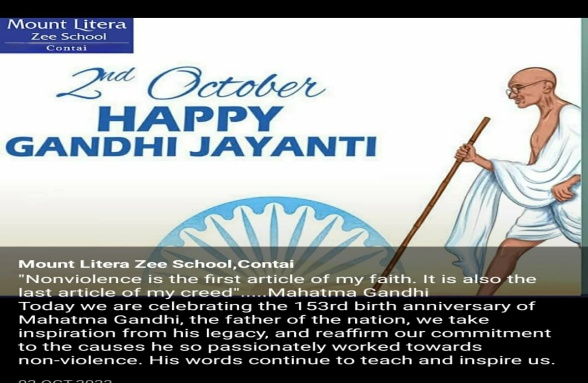 Mount Litera
Zee School
Contai
2nd October
HAPPY
GANDHI JAYANTI
Mount Litera Zee School,Contai
"Nonviolence is the first article of my faith. It is also the
last article of my creed".....Mahatma Gandhi
Today we are celebrating the 153rd birth anniversary of
Mahatma Gandhi, the father of the nation, we take
inspiration from his legacy, and reaffirm our commitment
to the causes he so passionately worked towards
non-violence. His words continue to teach and inspire us.